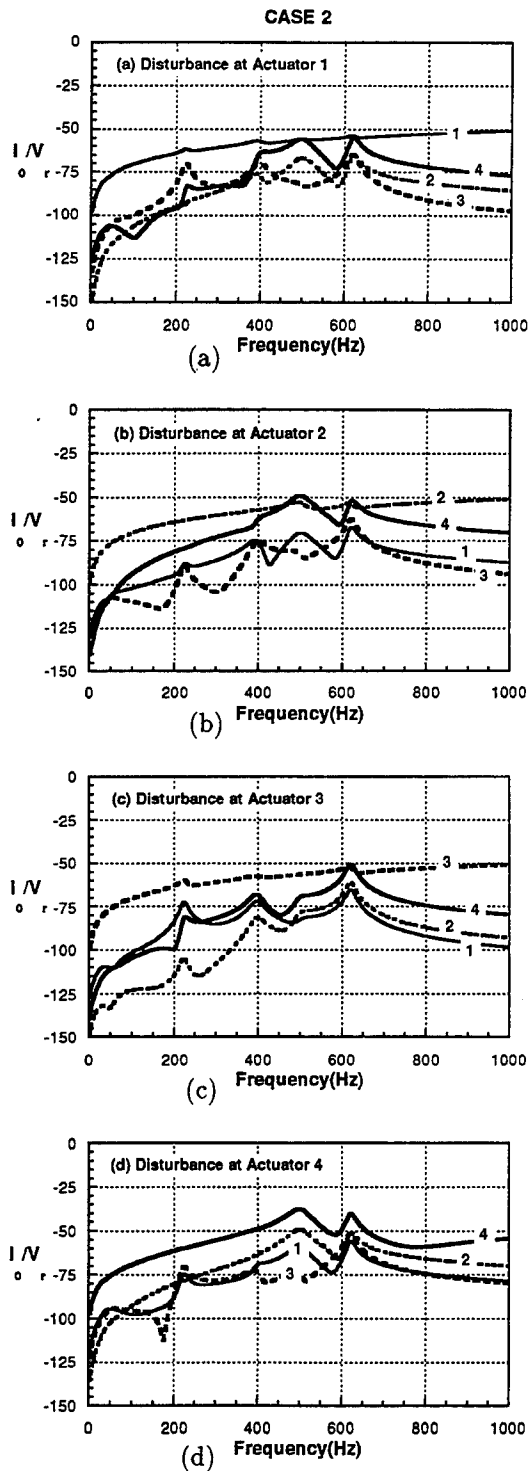 CASE 2
0
(a) Disturbance at Actuator 1
-25
-50
1
I /V
o r
-75
4
2
-100
3
-125
-150
0 200 400 600 800 1000
Frequency(Hz)
(a)
0
(b) Disturbance at Actuator 2
-25
-50
2
I /V
o r
4
-75
1
3
-100
-125
-150
0 200 400 600 800 1000
Frequency(Hz)
(b)
0
(c) Disturbance at Actuator 3
-25
3
-50
I /V
o r
4
-75
2
1
-100
-125
-150
0 200 400 600 800 1000
Frequency(Hz)
(c)
0
(d) Disturbance at Actuator 4
-25
-50
4
I /V
o r
1
2
-75
3
-100
-125
-150
0 200 400 600 800 1000
Frequency(Hz)
(d)